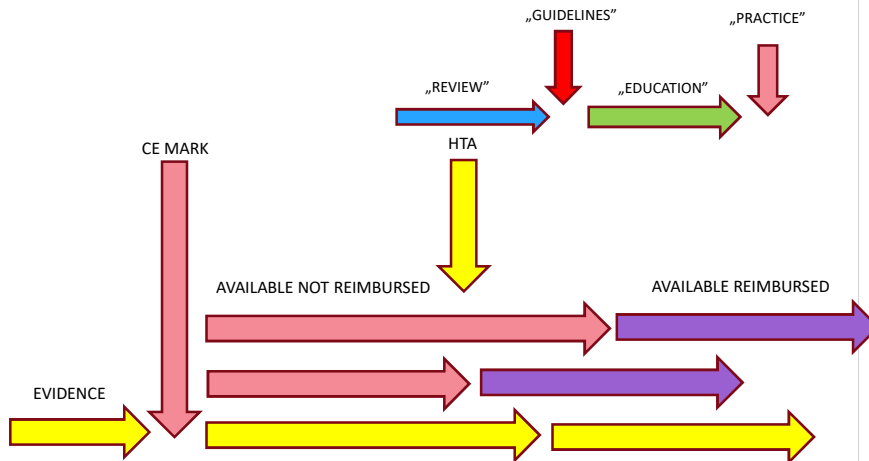 „GUIDELINES”
„PRACTICE”
„REVIEW”
„EDUCATION”
CE MARK
HTA
AVAILABLE NOT REIMBURSED
AVAILABLE REIMBURSED
EVIDENCE